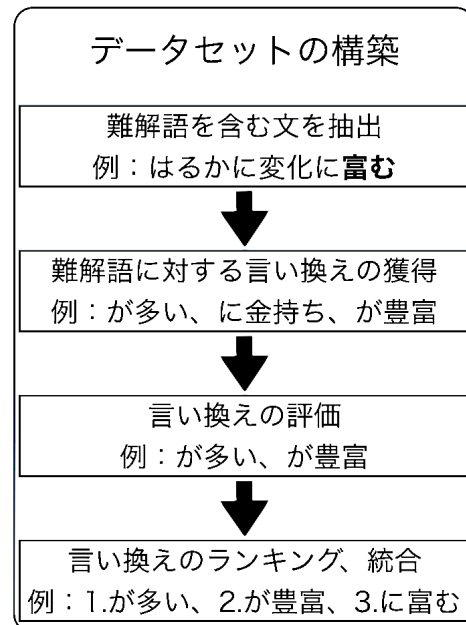 データセットの構築
難解語を含む文を抽出
例：はるかに変化に富む
難解語に対する言い換えの獲得
例：が多い、に金持ち、が豊富
言い換えの評価
例：が多い、が豊富
言い換えのランキング、統合
例：1.が多い、2.が豊富、3.に富む